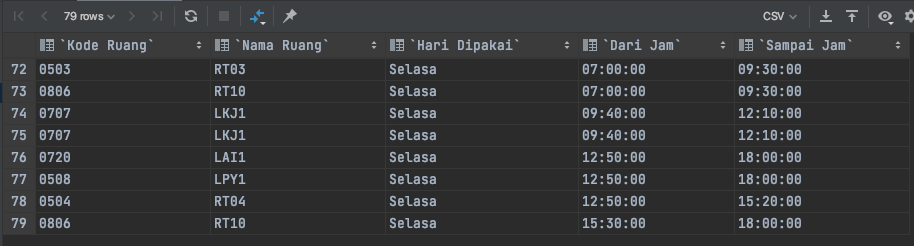 79 rows CSV
`Kode Ruang` `Nama Ruang` `Hari Dipakai` `Dari Jam` `Sampai Jam`
72 0503 RT03 Selasa 07:00:00 09:30:00
73 0806 RT10 Selasa 07:00:00 09:30:00
74 0707 LKJ1 Selasa 09:40:00 12:10:00
75 0707 LKJ1 Selasa 09:40:00 12:10:00
76 0720 LAI1 Selasa 12:50:00 18:00:00
77 0508 LPY1 Selasa 12:50:00 18:00:00
78 0504 RT04 Selasa 12:50:00 15:20:00
79 0806 RT10 Selasa 15:30:00 18:00:00